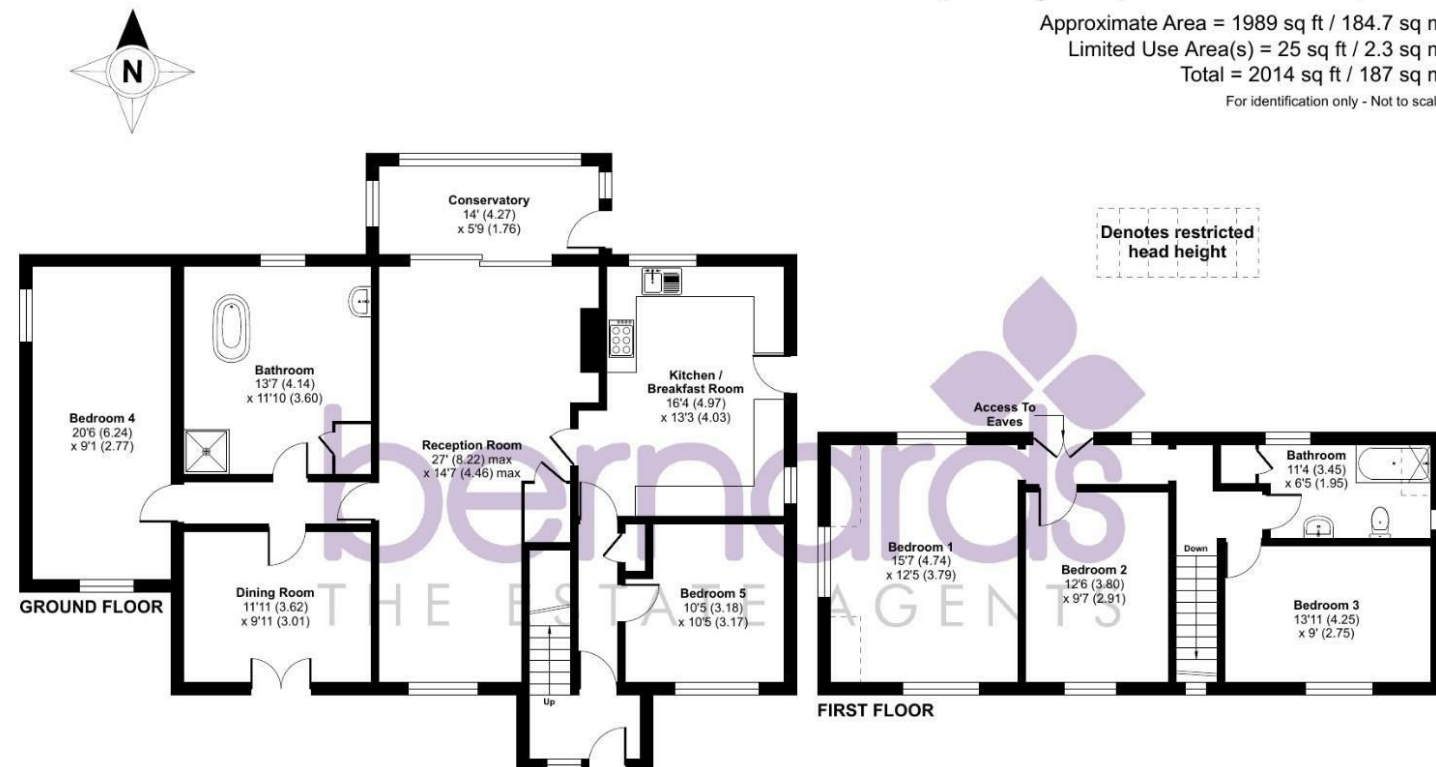 Approximate Area = 1989 sq ft / 184.7 sq m
Limited Use Area(s) = 25 sq ft / 2.3 sq m
Total = 2014 sq ft / 187 sq m
For identification only - Not to scal
N
Denotes restricted
head height
Conservatory
14' (4.27)
x 5'9 (1.76)
Bathroom
13'7 (4.14)
x 11'10 (3.60)
Bedroom 4
20'6 (6.24)
x 9'1 (2.77)
Reception Room
27' (8.22) max
x 14'7 (4.46) max
Kitchen /
Breakfast Room
16'4 (4.97)
x 13'3 (4.03)
Dining Room
11'11 (3.62)
x 9'11 (3.01)
Bedroom 5
10'5 (3.18)
x 10'5 (3.17)
Up
GROUND FLOOR
Access To
Eaves
Bathroom
11'4 (3.45)
x 6'5 (1.95)
Bedroom 1
15'7 (4.74)
x 12'5 (3.79)
Bedroom 2
12'6 (3.80)
x 9'7 (2.91)
Down
Bedroom 3
13'11 (4.25)
x 9' (2.75)
FIRST FLOOR
bernards
THE ESTATE AGENTS